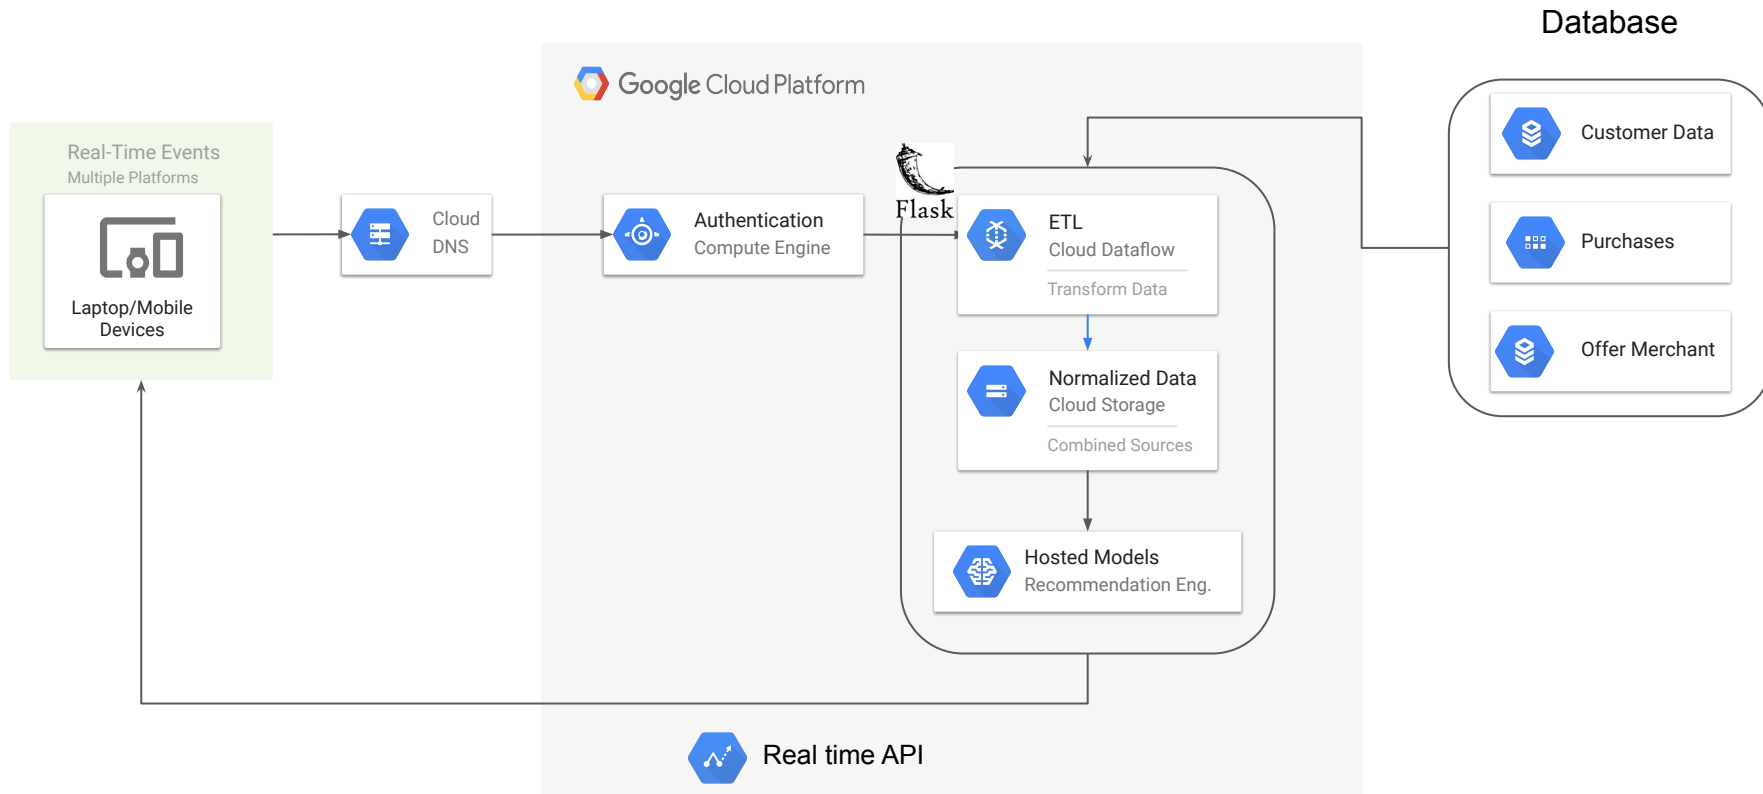 Database
Google Cloud Platform
Real-Time Events
Multiple Platforms
Laptop/Mobile
Devices
Cloud
DNS
Authentication
Compute Engine
Flask
ETL
Cloud Dataflow
Transform Data
Normalized Data
Cloud Storage
Combined Sources
Hosted Models
Recommendation Eng.
Customer Data
Purchases
Offer Merchant
Real time API